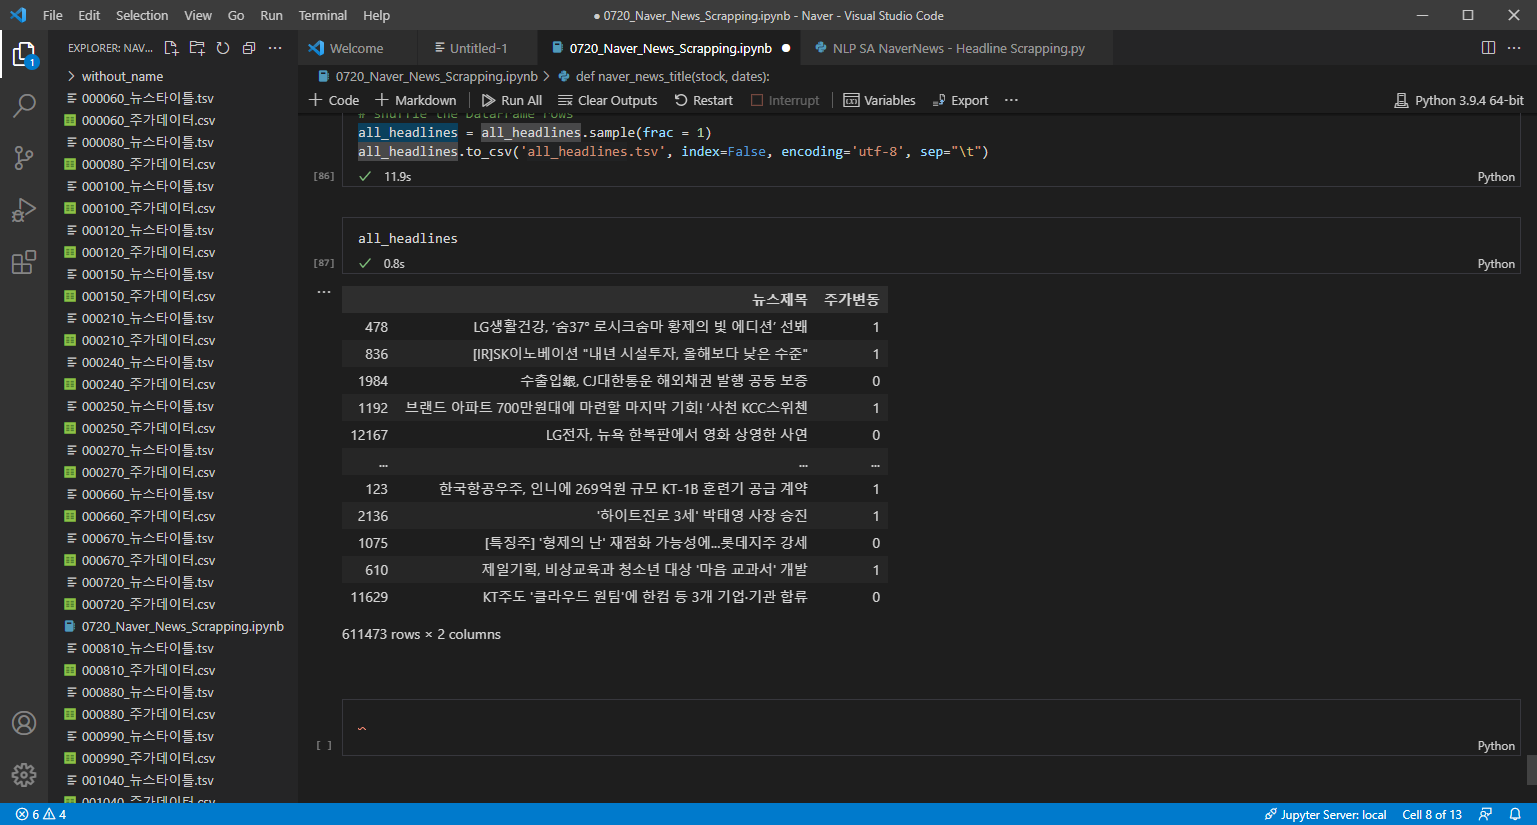 File Edit Selection View Go Run Terminal Help
● 0720_Naver_News_Scrapping.ipynb - Naver - Visual Studio Code
EXPLORER: NAV...
Welcome
Untitled-1
0720_Naver_News_Scrapping.ipynb
NLP SA NaverNews - Headline Scrapping.py
1
0720_Naver_News_Scrapping.ipynb > def naver_news_title(stock, dates):
+ Code + Markdown Run All Clear Outputs Restart Interrupt Variables Export ... Python 3.9.4 64-bit
without_name
000060_뉴스타이틀.tsv
000060_주가데이터.csv
000080_뉴스타이틀.tsv
000080_주가데이터.csv
000100_뉴스타이틀.tsv
000100_주가데이터.csv
000120_뉴스타이틀.tsv
000120_주가데이터.csv
000150_뉴스타이틀.tsv
000150_주가데이터.csv
000210_뉴스타이틀.tsv
000210_주가데이터.csv
000240_뉴스타이틀.tsv
000240_주가데이터.csv
000250_뉴스타이틀.tsv
000250_주가데이터.csv
000270_뉴스타이틀.tsv
000270_주가데이터.csv
000660_뉴스타이틀.tsv
000660_주가데이터.csv
000670_뉴스타이틀.tsv
000670_주가데이터.csv
000720_뉴스타이틀.tsv
000720_주가데이터.csv
0720_Naver_News_Scrapping.ipynb
000810_뉴스타이틀.tsv
000810_주가데이터.csv
000880_뉴스타이틀.tsv
000880_주가데이터.csv
000990_뉴스타이틀.tsv
000990_주가데이터.csv
001040_뉴스타이틀.tsv
001040_주가데이터.csv
# shuffle the DataFrame rows
all_headlines = all_headlines.sample(frac = 1)
all_headlines.to_csv('all_headlines.tsv', index=False, encoding='utf-8', sep="\t")
[86] ✓ 11.9s Python
all_headlines
[87] ✓ 0.8s Python
...
뉴스제목 주가변동
478 LG생활건강, ‘숨37° 로시크숨마 황제의 빛 에디션’ 선봬 1
836 [IR]SK이노베이션 "내년 시설투자, 올해보다 낮은 수준" 1
1984 수출입銀, CJ대한통운 해외채권 발행 공동 보증 0
1192 브랜드 아파트 700만원대에 마련할 마지막 기회! ‘사천 KCC스위첸 1
12167 LG전자, 뉴욕 한복판에서 영화 상영한 사연 0
... ... ...
123 한국항공우주, 인니에 269억원 규모 KT-1B 훈련기 공급 계약 1
2136 '하이트진로 3세' 박태영 사장 승진 1
1075 [특징주] '형제의 난' 재점화 가능성에...롯데지주 강세 0
610 제일기획, 비상교육과 청소년 대상 '마음 교과서' 개발 1
11629 KT주도 '클라우드 원팀'에 한컴 등 3개 기업·기관 합류 0
611473 rows × 2 columns
[ ] Python
6 4 Jupyter Server: local Cell 8 of 13